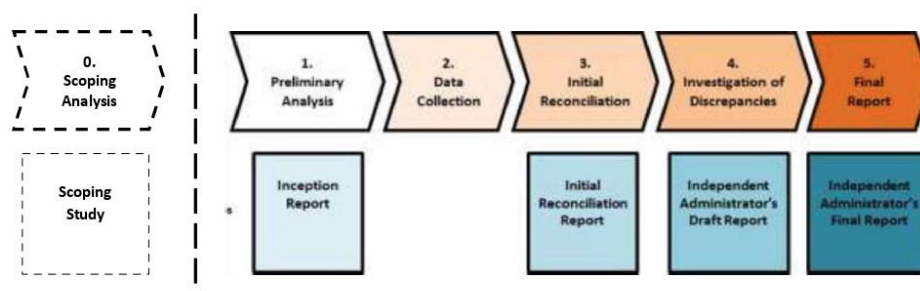 0.
Scoping
Analysis
1.
Preliminary
Analysis
2.
Data
Collection
3.
Initial
Reconciliation
4.
Investigation of
Discrepancies
5.
Final
Report
Scoping
Study
s
Inception
Report
Initial
Reconciliation
Report
Independent
Administrator's
Draft Report
Independent
Administrator's
Final Report